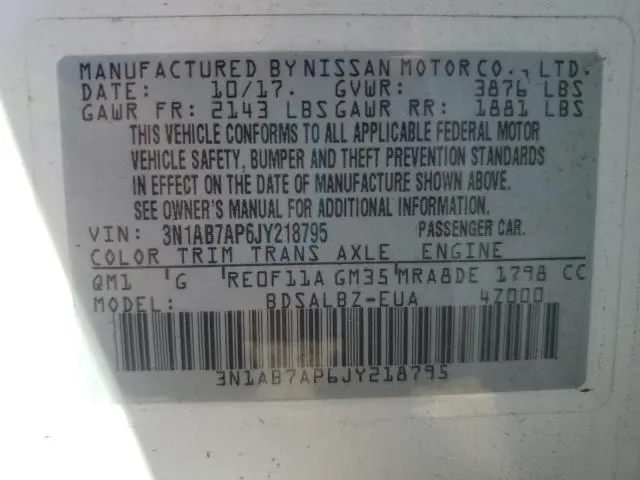 MANUFACTURED BY NISSAN MOTOR CO., LTD.
DATE: 10/17. GVWR: 3876 LBS
GAWR FR: 2143 LBS GAWR RR: 1881 LBS
THIS VEHICLE CONFORMS TO ALL APPLICABLE FEDERAL MOTOR
VEHICLE SAFETY, BUMPER AND THEFT PREVENTION STANDARDS
IN EFFECT ON THE DATE OF MANUFACTURE SHOWN ABOVE.
SEE OWNER'S MANUAL FOR ADDITIONAL INFORMATION.
VIN: 3N1AB7AP6JY218795 PASSENGER CAR.
COLOR TRIM TRANS AXLE ENGINE
QM1 G RE0F11A GM35 MRA8DE 1798 CC
MODEL: BDSALBZ-EUA 4Z000
3N1AB7AP6JY218795